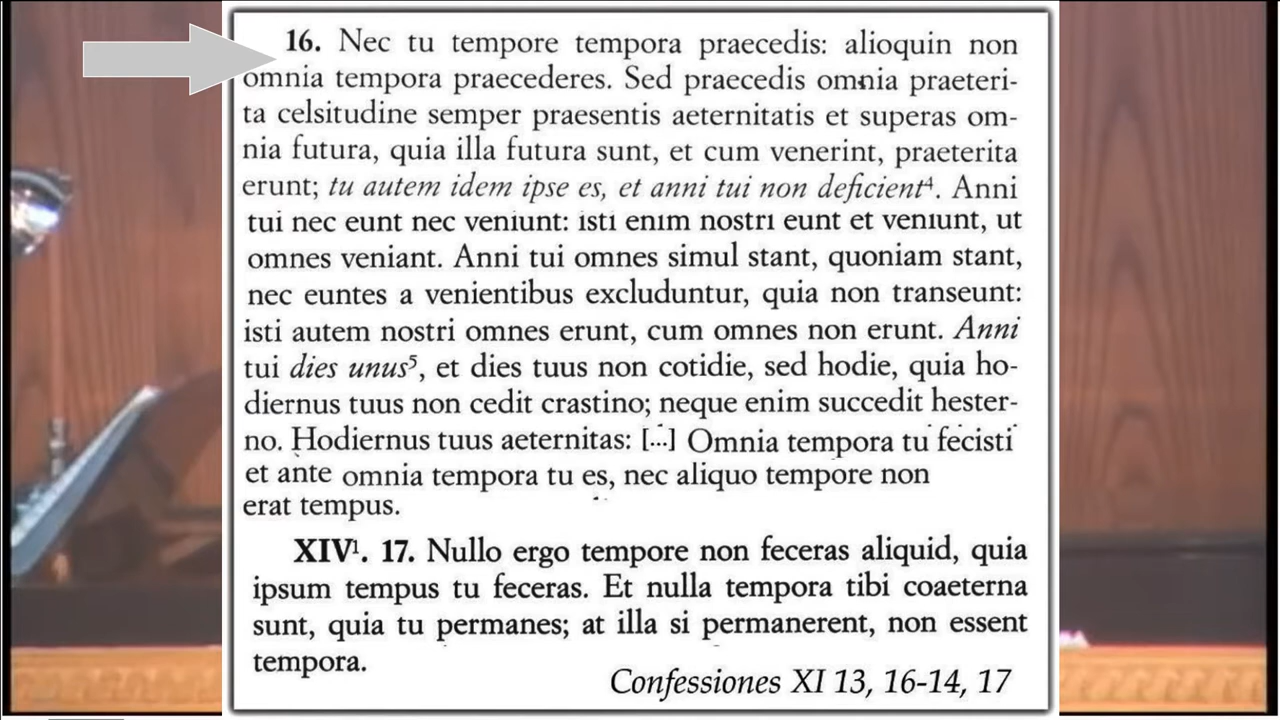 16. Nec tu tempore tempora praecedis: alioquin non
omnia tempora praecederes. Sed praecedis omnia praeteri-
ta celsitudine semper praesentis aeternitatis et superas om-
nia futura, quia illa futura sunt, et cum venerint, praeterita
erunt; tu autem idem ipse es, et anni tui non deficient⁴. Anni
tui nec eunt nec veniunt: isti enim nostri eunt et veniunt, ut
omnes veniant. Anni tui omnes simul stant, quoniam stant,
nec euntes a venientibus excluduntur, quia non transeunt:
isti autem nostri omnes erunt, cum omnes non erunt. Anni
tui dies unus⁵, et dies tuus non cotidie, sed hodie, quia ho-
diernus tuus non cedit crastino; neque enim succedit hester-
no. Hodiernus tuus aeternitas: [...] Omnia tempora tu fecisti
et ante omnia tempora tu es, nec aliquo tempore non
erat tempus.
XIV¹. 17. Nullo ergo tempore non feceras aliquid, quia
ipsum tempus tu feceras. Et nulla tempora tibi coaeterna
sunt, quia tu permanes; at illa si permanerent, non essent
tempora.
Confessiones XI 13, 16-14, 17